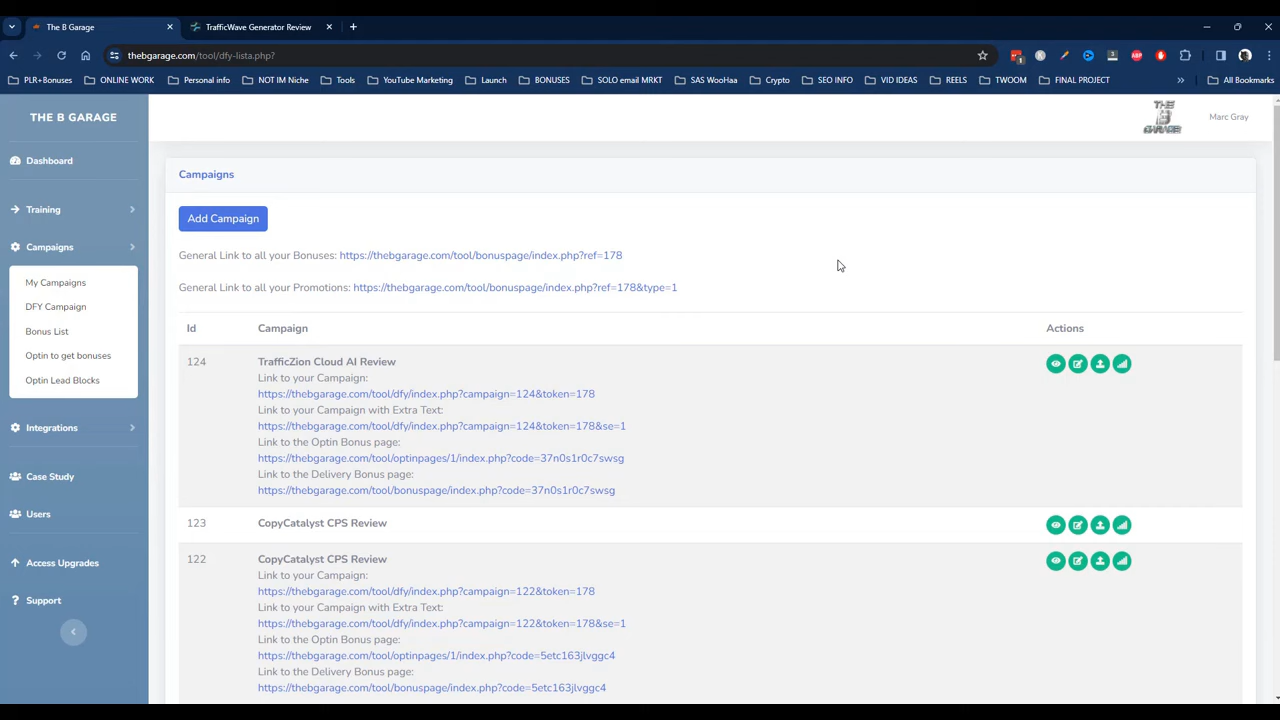 The B Garage
TrafficWave Generator Review
thebgarage.com/tool/dfy-lista.php?
PLR+Bonuses
ONLINE WORK
Personal info
NOT IM Niche
Tools
YouTube Marketing
Launch
BONUSES
SOLO email MRKT
SAS WooHaa
Crypto
SEO INFO
VID IDEAS
REELS
TWOOM
FINAL PROJECT
All Bookmarks
THE B GARAGE
THE B GARAGE
Marc Gray
Dashboard
Training
Campaigns
My Campaigns
DFY Campaign
Bonus List
Optin to get bonuses
Optin Lead Blocks
Integrations
Case Study
Users
Access Upgrades
Support
Campaigns
Add Campaign
General Link to all your Bonuses: https://thebgarage.com/tool/bonuspage/index.php?ref=178
General Link to all your Promotions: https://thebgarage.com/tool/bonuspage/index.php?ref=178&type=1
Id Campaign Actions
124 TrafficZion Cloud AI Review
Link to your Campaign:
https://thebgarage.com/tool/dfy/index.php?campaign=124&token=178
Link to your Campaign with Extra Text:
https://thebgarage.com/tool/dfy/index.php?campaign=124&token=178&se=1
Link to the Optin Bonus page:
https://thebgarage.com/tool/optinpages/1/index.php?code=37n0s1r0c7swsg
Link to the Delivery Bonus page:
https://thebgarage.com/tool/bonuspage/index.php?code=37n0s1r0c7swsg
123 CopyCatalyst CPS Review
122 CopyCatalyst CPS Review
Link to your Campaign:
https://thebgarage.com/tool/dfy/index.php?campaign=122&token=178
Link to your Campaign with Extra Text:
https://thebgarage.com/tool/dfy/index.php?campaign=122&token=178&se=1
Link to the Optin Bonus page:
https://thebgarage.com/tool/optinpages/1/index.php?code=5etc163jlvggc4
Link to the Delivery Bonus page:
https://thebgarage.com/tool/bonuspage/index.php?code=5etc163jlvggc4